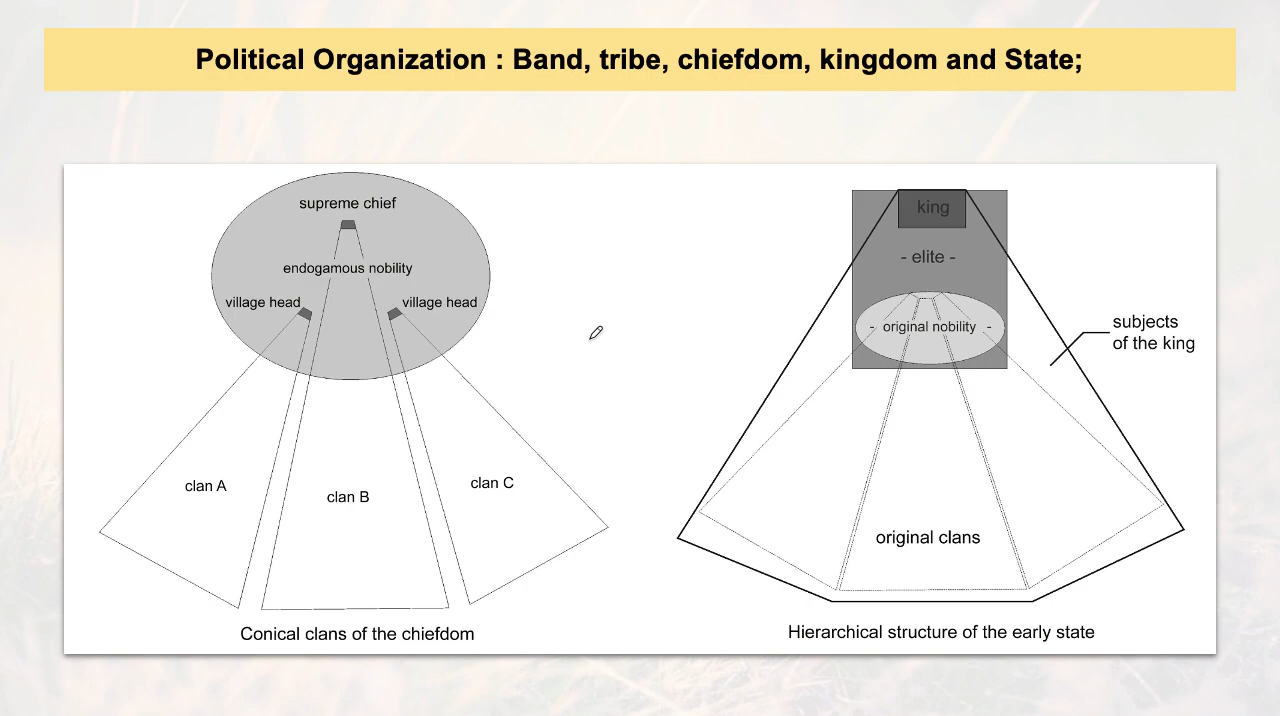 Political Organization : Band, tribe, chiefdom, kingdom and State;
supreme chief
endogamous nobility
village head
village head
clan A
clan B
clan C
Conical clans of the chiefdom
king
- elite -
- original nobility -
subjects
of the king
original clans
Hierarchical structure of the early state